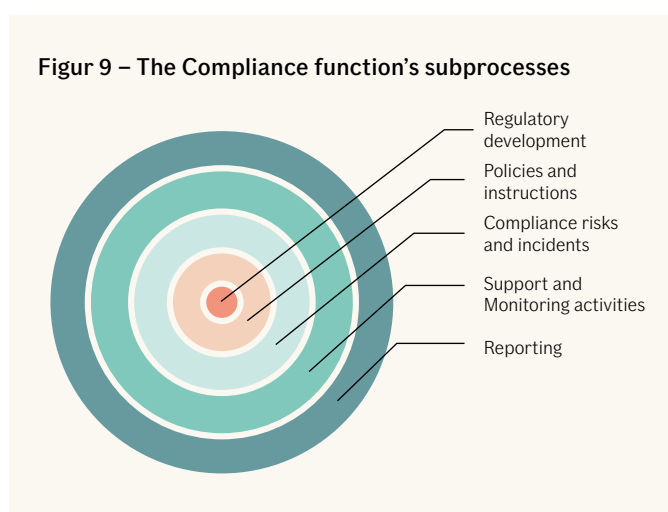 Figur 9 – The Compliance function's subprocesses
Regulatory
development
Policies and
instructions
Compliance risks
and incidents
Support and
Monitoring activities
Reporting